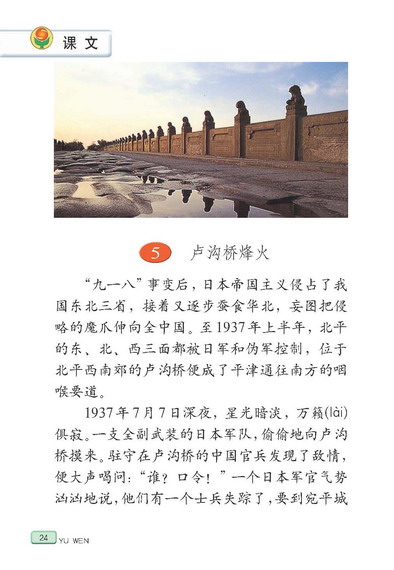 课文
5 卢沟桥烽火
“九一八”事变后，日本帝国主义侵占了我
国东北三省，接着又逐步蚕食华北，妄图把侵
略的魔爪伸向全中国。至1937年上半年，北平
的东、北、西三面都被日军和伪军控制，位于
北平西南郊的卢沟桥便成了平津通往南方的咽
喉要道。
1937年7月7日深夜，星光暗淡，万籁(lài)
俱寂。一支全副武装的日本军队，偷偷地向卢沟
桥摸来。驻守在卢沟桥的中国官兵发现了敌情，
便大声喝问：“谁？口令！”一个日本军官气势
汹汹地说，他们有一个士兵失踪了，要到宛平城
24 YU WEN